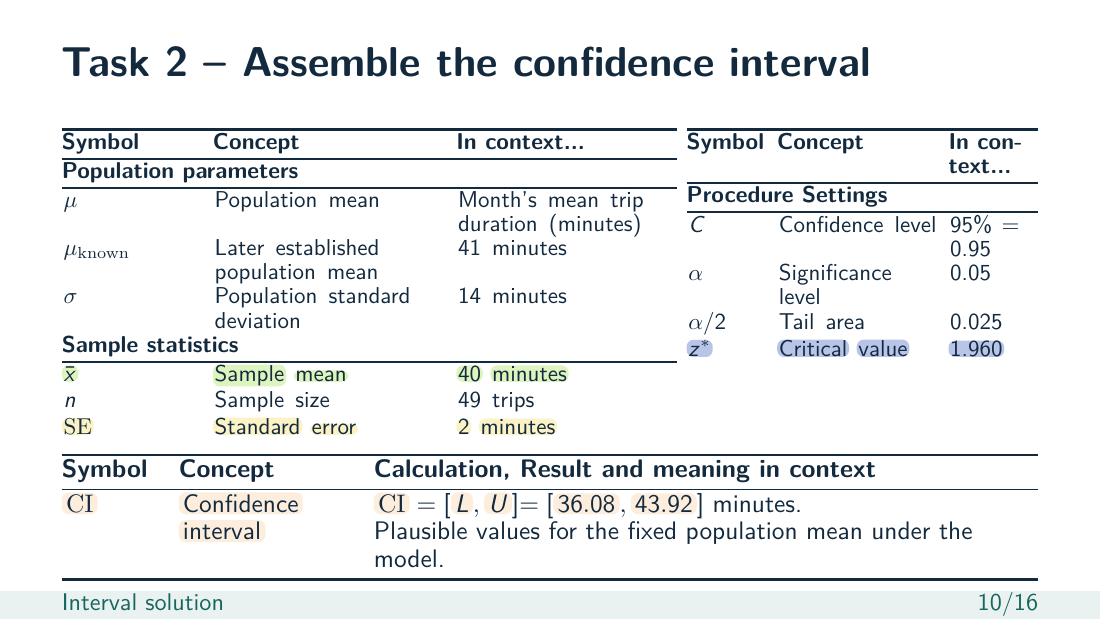 Task 2 – Assemble the confidence interval
Symbol Concept In context...
Population parameters
μ Population mean Month's mean trip
duration (minutes)
μknown Later established 41 minutes
population mean
σ Population standard 14 minutes
deviation
Sample statistics
x̄ Sample mean 40 minutes
n Sample size 49 trips
SE Standard error 2 minutes
Symbol Concept In con-
text...
Procedure Settings
C Confidence level 95% =
0.95
α Significance 0.05
level
α/2 Tail area 0.025
z* Critical value 1.960
Symbol Concept Calculation, Result and meaning in context
CI Confidence CI = [L, U]= [36.08, 43.92] minutes.
interval Plausible values for the fixed population mean under the
model.
Interval solution 10/16